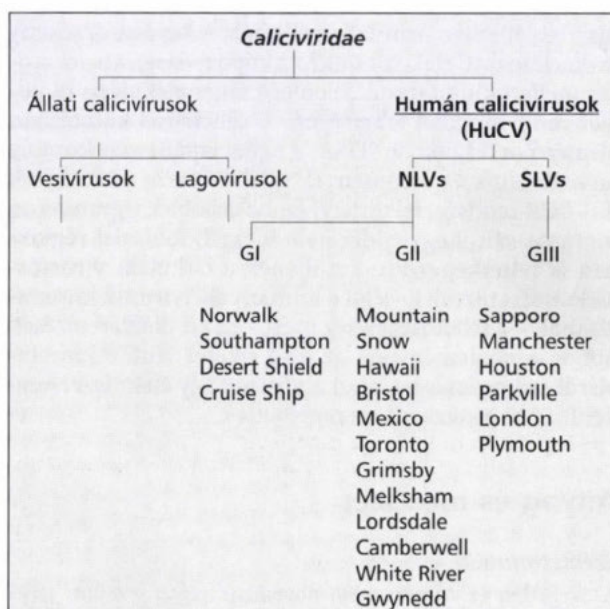 Caliciviridae
Állati calicivírusok Humán calicivírusok
(HuCV)
Vesivírusok Lagovírusok NLVs SLVs
GI GII GIII
Norwalk Mountain Sapporo
Southampton Snow Manchester
Desert Shield Hawaii Houston
Cruise Ship Bristol Parkville
Mexico London
Toronto Plymouth
Grimsby
Melksham
Lordsdale
Camberwell
White River
Gwynedd